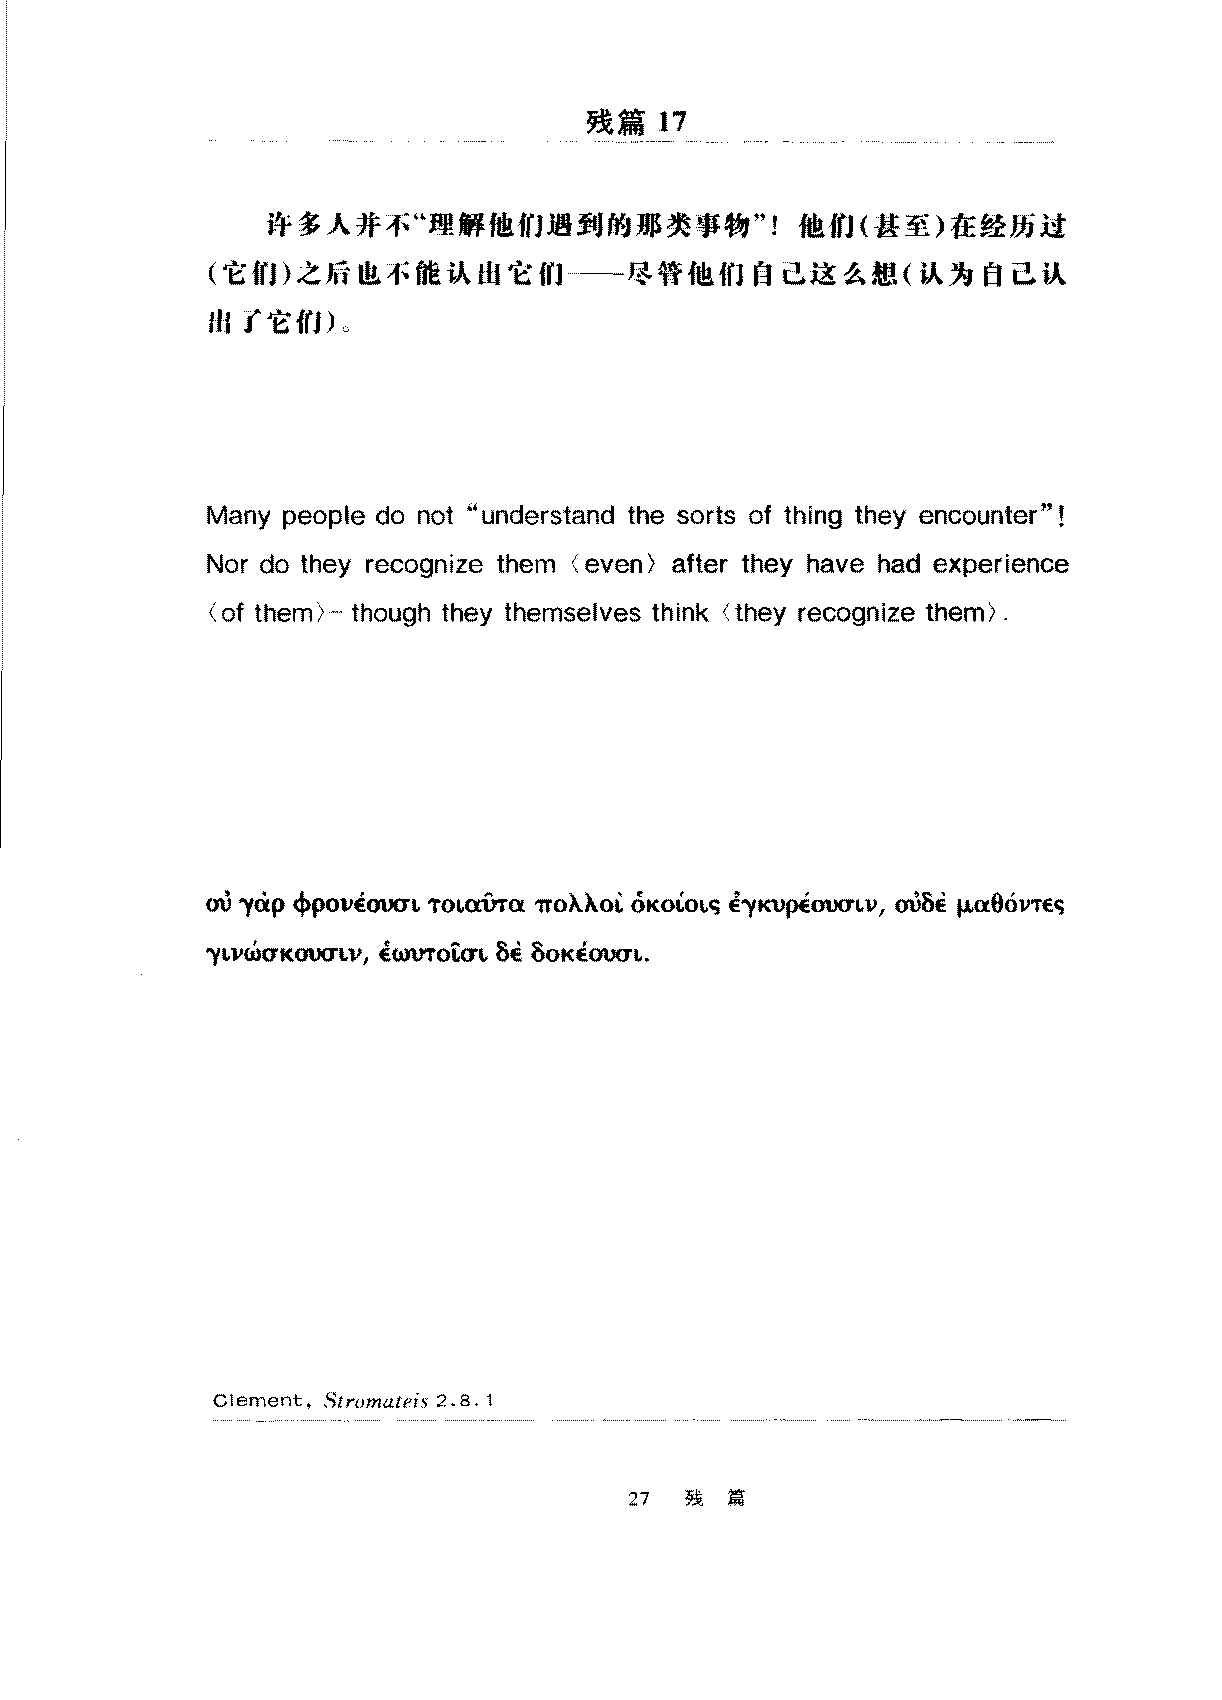 残篇 17
许多人并不“理解他们遇到的那类事物”！他们(甚至)在经历过
(它们)之后也不能认出它们——尽管他们自己这么想(认为自己认
出了它们)。
Many people do not “understand the sorts of thing they encounter”!
Nor do they recognize them 〈even〉 after they have had experience
〈of them〉– though they themselves think 〈they recognize them〉.
οὐ γὰρ φρονέουσι τοιαῦτα πολλοὶ ὁκοίοις ἐγκυρέουσιν, οὐδὲ μαθόντες
γινώσκουσιν, ἑωυτοῖσι δὲ δοκέουσι.
Clement, Stromateis 2.8.1
27 残 篇